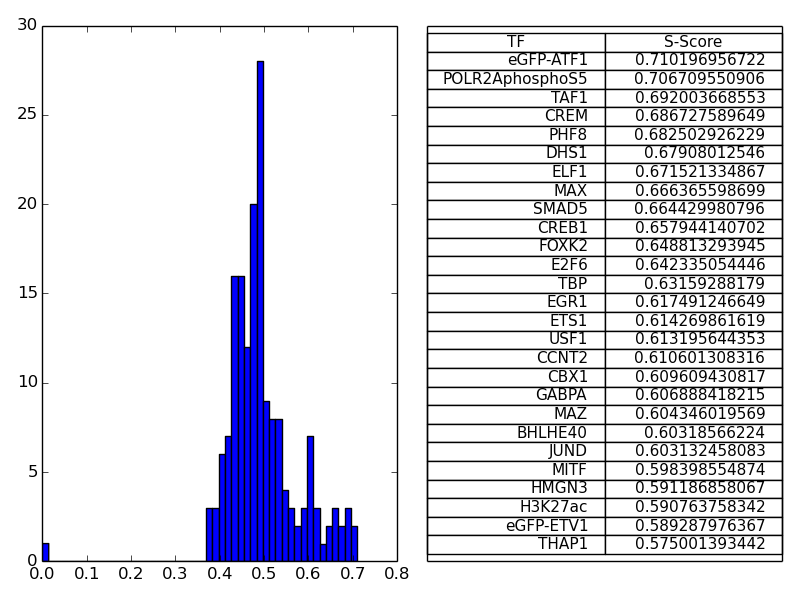 30
25
20
15
10
5
0
0.0 0.1 0.2 0.3 0.4 0.5 0.6 0.7 0.8
TF S-Score
eGFP-ATF1 0.710196956722
POLR2AphosphoS5 0.706709550906
TAF1 0.692003668553
CREM 0.686727589649
PHF8 0.682502926229
DHS1 0.67908012546
ELF1 0.671521334867
MAX 0.666365598699
SMAD5 0.664429980796
CREB1 0.657944140702
FOXK2 0.648813293945
E2F6 0.642335054446
TBP 0.63159288179
EGR1 0.617491246649
ETS1 0.614269861619
USF1 0.613195644353
CCNT2 0.610601308316
CBX1 0.609609430817
GABPA 0.606888418215
MAZ 0.604346019569
BHLHE40 0.60318566224
JUND 0.603132458083
MITF 0.598398554874
HMGN3 0.591186858067
H3K27ac 0.590763758342
eGFP-ETV1 0.589287976367
THAP1 0.575001393442